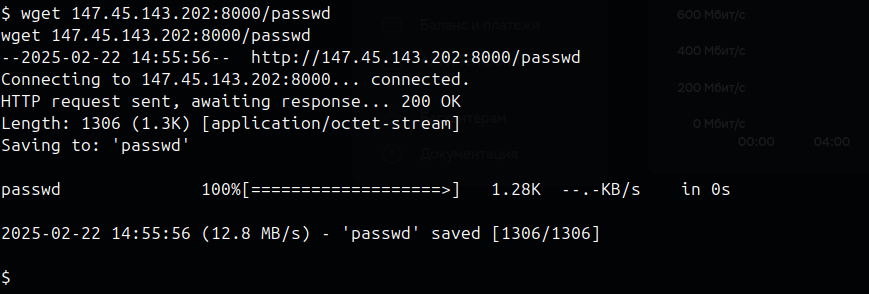 $ wget 147.45.143.202:8000/passwd
wget 147.45.143.202:8000/passwd
--2025-02-22 14:55:56--  http://147.45.143.202:8000/passwd
Connecting to 147.45.143.202:8000... connected.
HTTP request sent, awaiting response... 200 OK
Length: 1306 (1.3K) [application/octet-stream]
Saving to: 'passwd'
passwd              100%[===================>]   1.28K  --.-KB/s    in 0s
2025-02-22 14:55:56 (12.8 MB/s) - 'passwd' saved [1306/1306]
$
Баланс и платежи
Документация
600 Мбит/с
400 Мбит/с
200 Мбит/с
0 Мбит/с
00:00 04:00